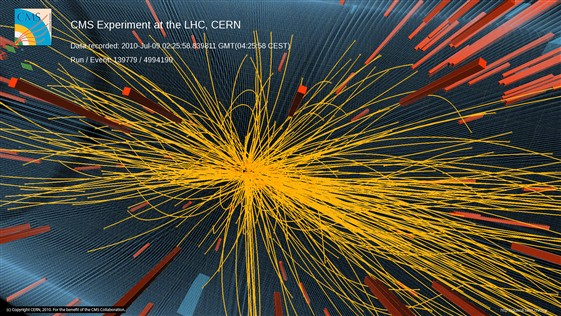 CMS
CMS Experiment at the LHC, CERN
Data recorded: 2010-Jul-09 02:25:58.839811 GMT(04:25:58 CEST)
Run / Event: 139779 / 4994190
(c) Copyright CERN, 2010. For the benefit of the CMS Collaboration.